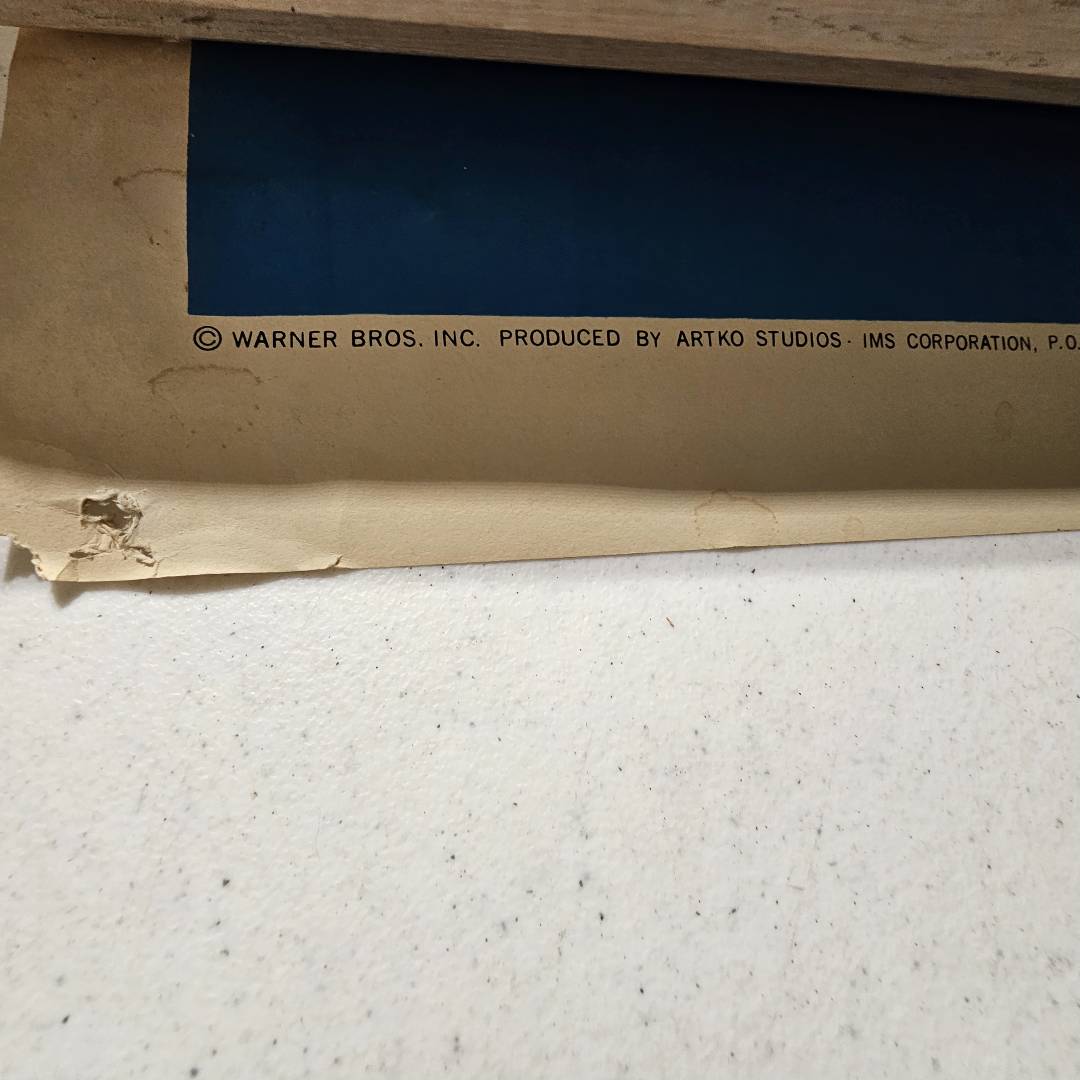 © WARNER BROS. INC. PRODUCED BY ARTKO STUDIOS · IMS CORPORATION, P.O.